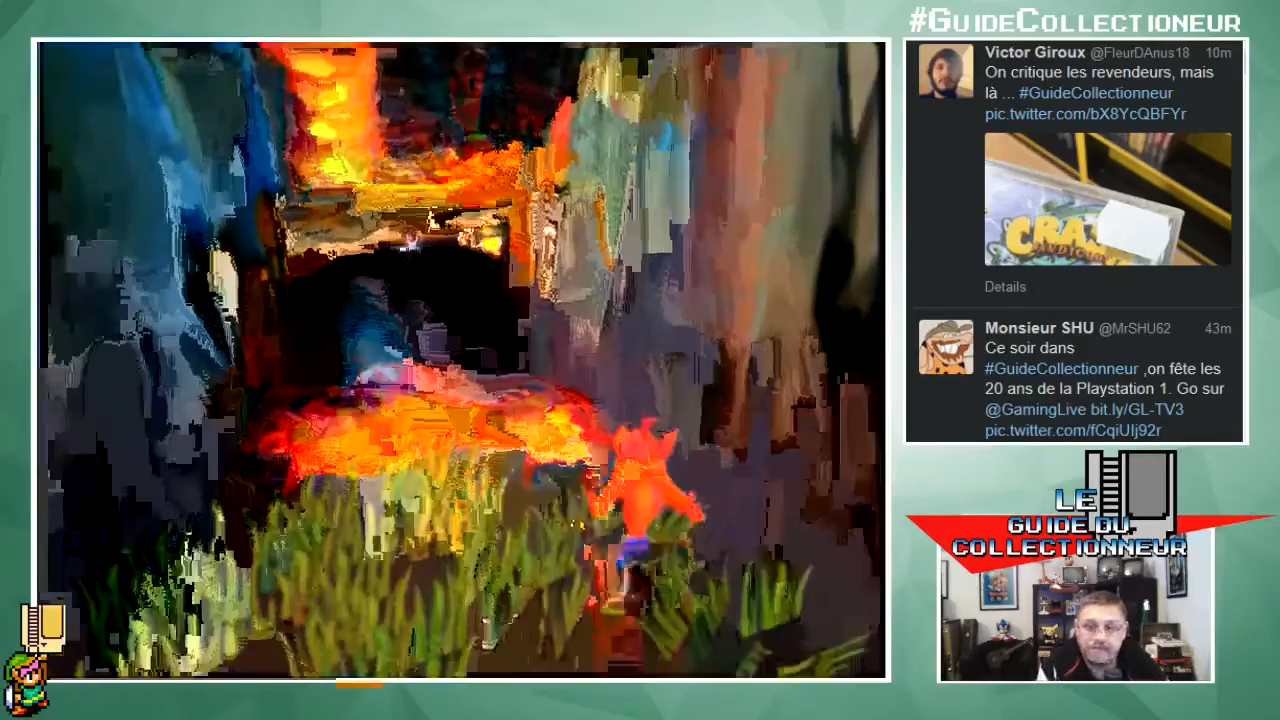 #GUIDECOLLECTIONEUR
Victor Giroux @FleurDAnus18 10m
On critique les revendeurs, mais
là ... #GuideCollectionneur
pic.twitter.com/bX8YcQBFYr
CRA
Details
Monsieur SHU @MrSHU62 43m
Ce soir dans
#GuideCollectionneur ,on fête les
20 ans de la Playstation 1. Go sur
@GamingLive bit.ly/GL-TV3
pic.twitter.com/fCqiUlj92r
LE
GUIDE DU
COLLECTIONNEUR